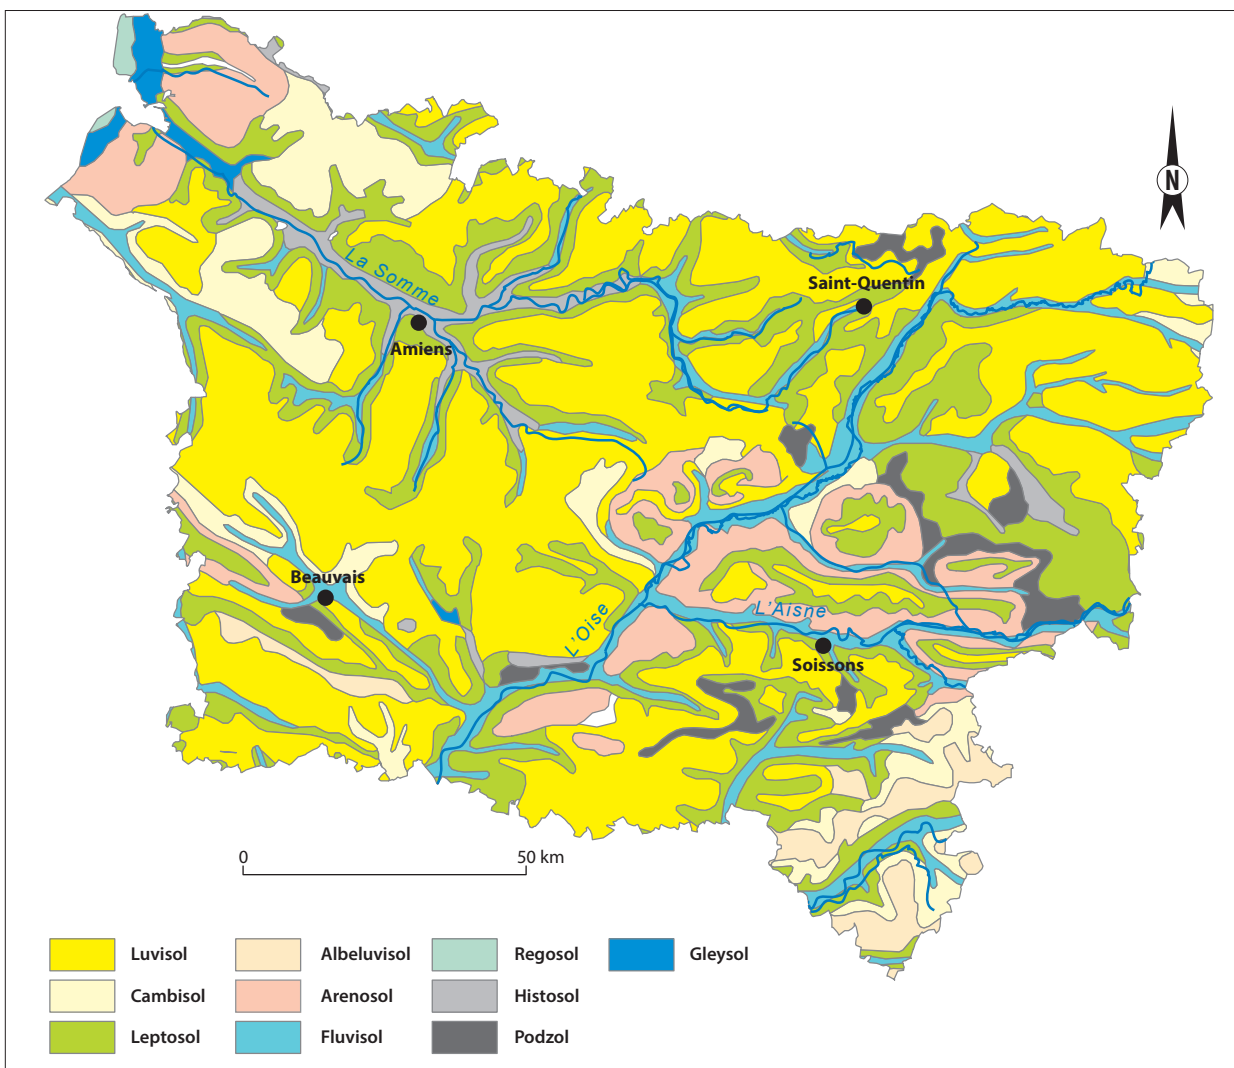 N
La Somme
Saint-Quentin
Amiens
Beauvais
L'Oise
L'Aisne
Soissons
0 50 km
Luvisol Albeluvisol Regosol Gleysol
Cambisol Arenosol Histosol
Leptosol Fluvisol Podzol